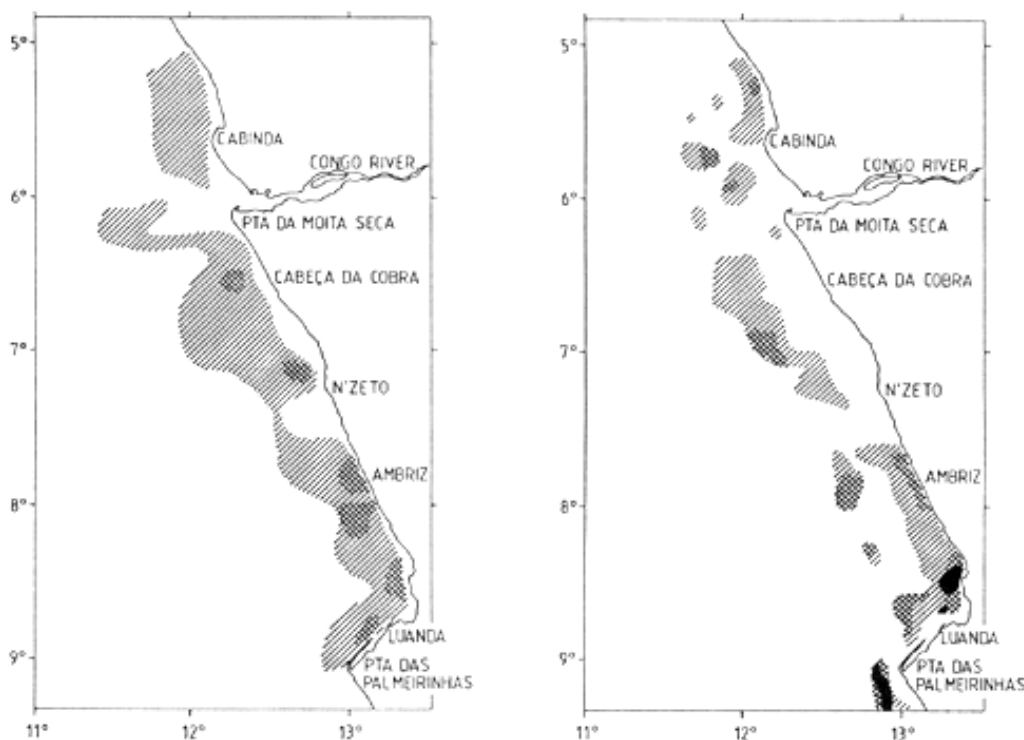 5°
CABINDA
CONGO RIVER
6°
PTA DA MOITA SECA
CABEÇA DA COBRA
7°
N'ZETO
AMBRIZ
8°
LUANDA
9°
PTA DAS
PALMEIRINHAS
11°
12°
13°
5°
CABINDA
CONGO RIVER
6°
PTA DA MOITA SECA
CABEÇA DA COBRA
7°
N'ZETO
AMBRIZ
8°
LUANDA
9°
PTA DAS
PALMEIRINHAS
11°
12°
13°